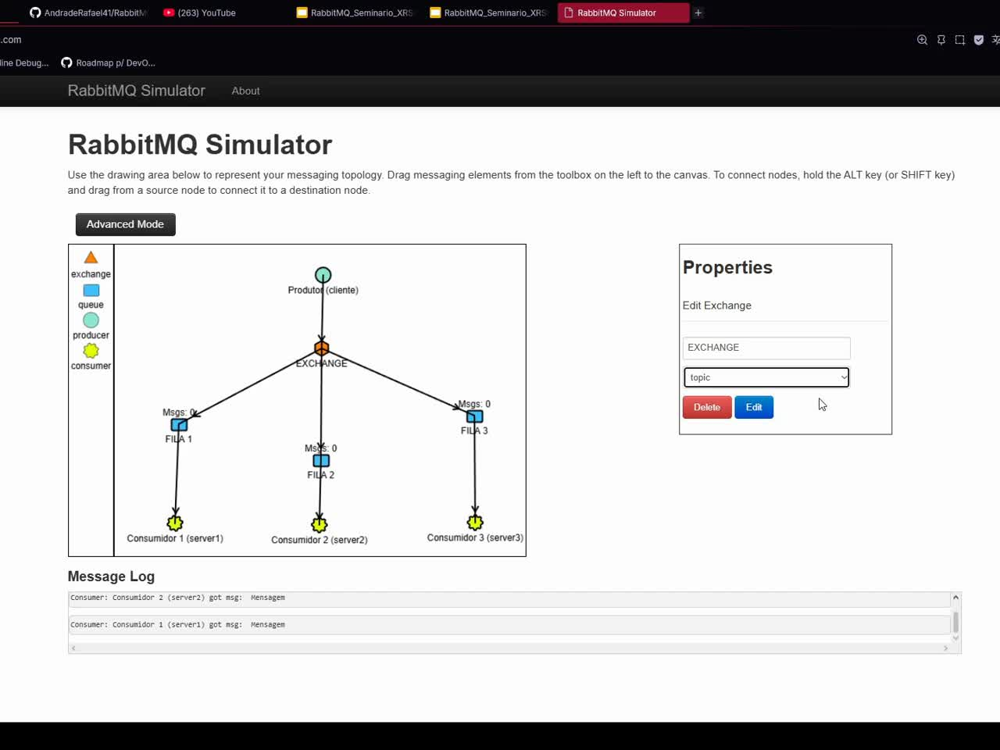 AndradeRafael41/RabbitM
(263) YouTube
RabbitMQ_Seminario_XRS
RabbitMQ_Seminario_XRS
RabbitMQ Simulator
.com
line Debug...
Roadmap p/ DevO...
RabbitMQ Simulator
About
RabbitMQ Simulator
Use the drawing area below to represent your messaging topology. Drag messaging elements from the toolbox on the left to the canvas. To connect nodes, hold the ALT key (or SHIFT key)
and drag from a source node to connect it to a destination node.
Advanced Mode
exchange
queue
producer
consumer
Produtor (cliente)
EXCHANGE
Msgs: 0
FILA 1
Msgs: 0
FILA 2
Msgs: 0
FILA 3
Consumidor 1 (server1)
Consumidor 2 (server2)
Consumidor 3 (server3)
Properties
Edit Exchange
EXCHANGE
topic
Delete
Edit
Message Log
Consumer: Consumidor 2 (server2) got msg: Mensagem
Consumer: Consumidor 1 (server1) got msg: Mensagem